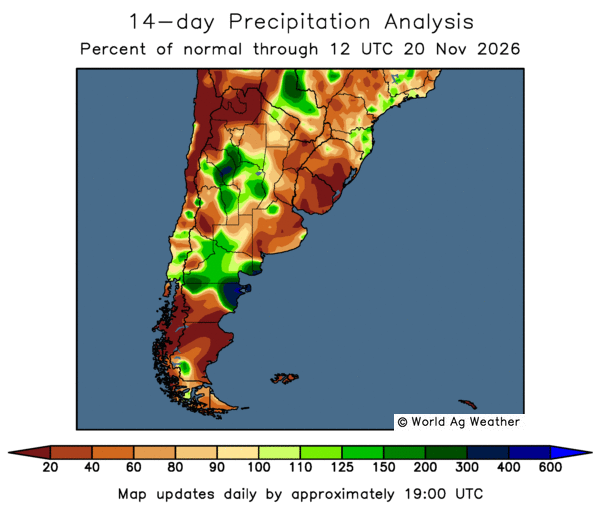 14-day Precipitation Analysis
Percent of normal through 12 UTC 20 Nov 2026
© World Ag Weather
20 40 60 80 90 100 110 125 150 200 300 400 600
Map updates daily by approximately 19:00 UTC